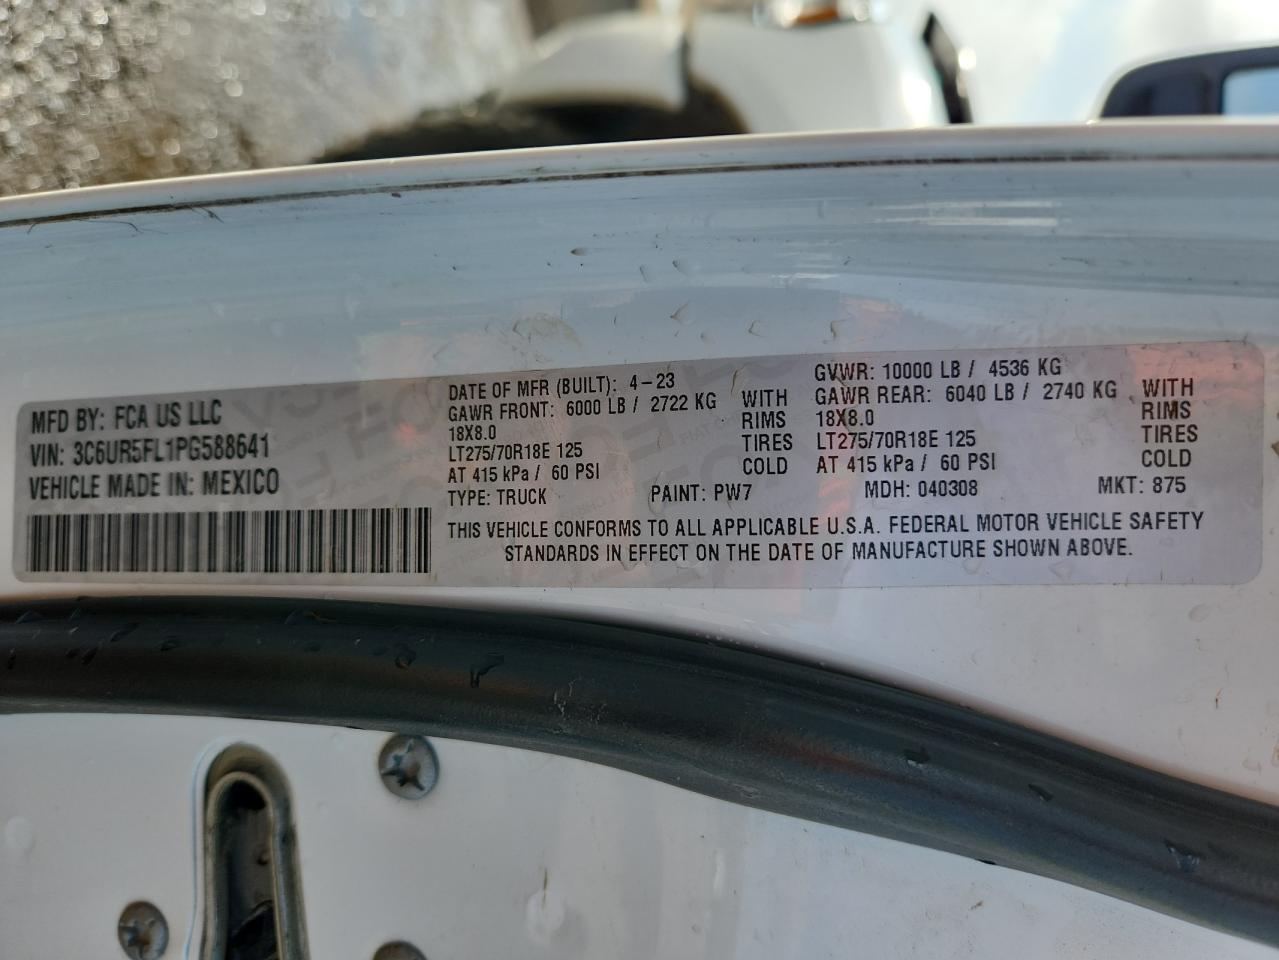 MFD BY: FCA US LLC
VIN: 3C6UR5FL1PG588641
VEHICLE MADE IN: MEXICO
DATE OF MFR (BUILT): 4-23
GAWR FRONT: 6000 LB / 2722 KG WITH
18X8.0 RIMS
LT275/70R18E 125 TIRES
AT 415 kPa / 60 PSI COLD
GVWR: 10000 LB / 4536 KG
GAWR REAR: 6040 LB / 2740 KG WITH
18X8.0 RIMS
LT275/70R18E 125 TIRES
AT 415 kPa / 60 PSI COLD
TYPE: TRUCK PAINT: PW7 MDH: 040308 MKT: 875
THIS VEHICLE CONFORMS TO ALL APPLICABLE U.S.A. FEDERAL MOTOR VEHICLE SAFETY
STANDARDS IN EFFECT ON THE DATE OF MANUFACTURE SHOWN ABOVE.